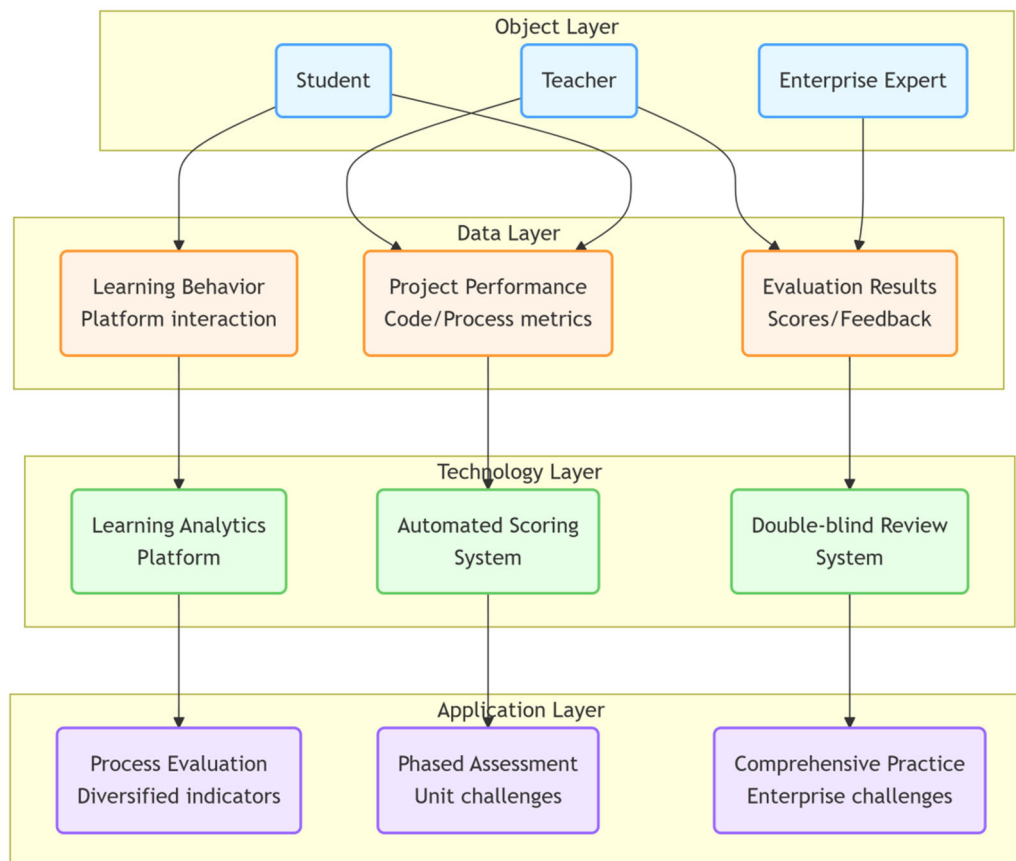 Object Layer
Student
Teacher
Enterprise Expert
Data Layer
Learning Behavior
Platform interaction
Project Performance
Code/Process metrics
Evaluation Results
Scores/Feedback
Technology Layer
Learning Analytics
Platform
Automated Scoring
System
Double-blind Review
System
Application Layer
Process Evaluation
Diversified indicators
Phased Assessment
Unit challenges
Comprehensive Practice
Enterprise challenges